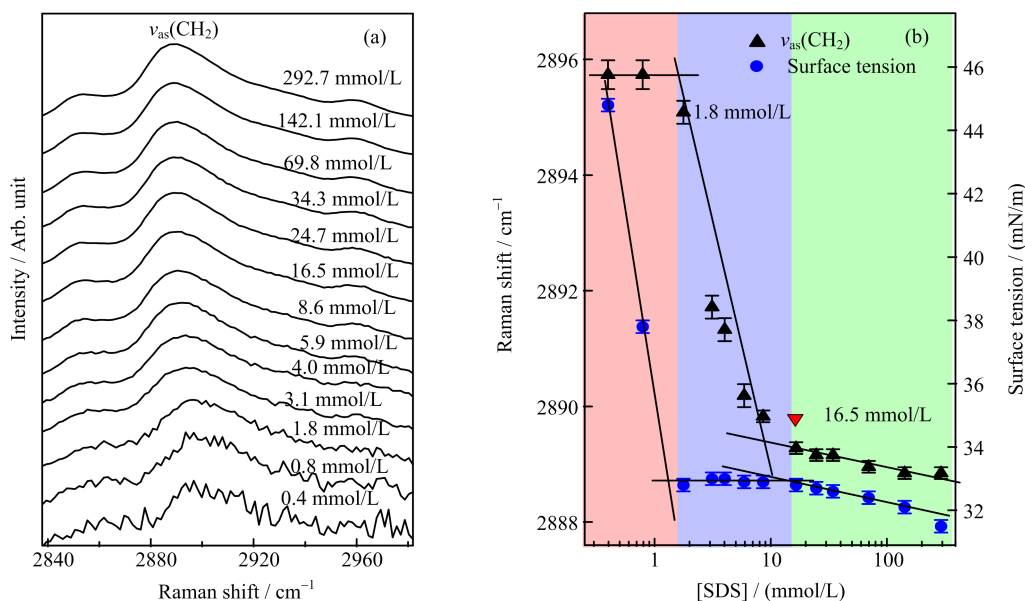 (a)
νas(CH2)
292.7 mmol/L
142.1 mmol/L
69.8 mmol/L
34.3 mmol/L
24.7 mmol/L
16.5 mmol/L
8.6 mmol/L
5.9 mmol/L
4.0 mmol/L
3.1 mmol/L
1.8 mmol/L
0.8 mmol/L
0.4 mmol/L
Intensity / Arb. unit
2840 2880 2920 2960
Raman shift / cm−1
(b)
νas(CH2)
Surface tension
1.8 mmol/L
16.5 mmol/L
2896
2894
2892
2890
2888
Raman shift / cm−1
46
44
42
40
38
36
34
32
Surface tension / (mN/m)
1 10 100
[SDS] / (mmol/L)